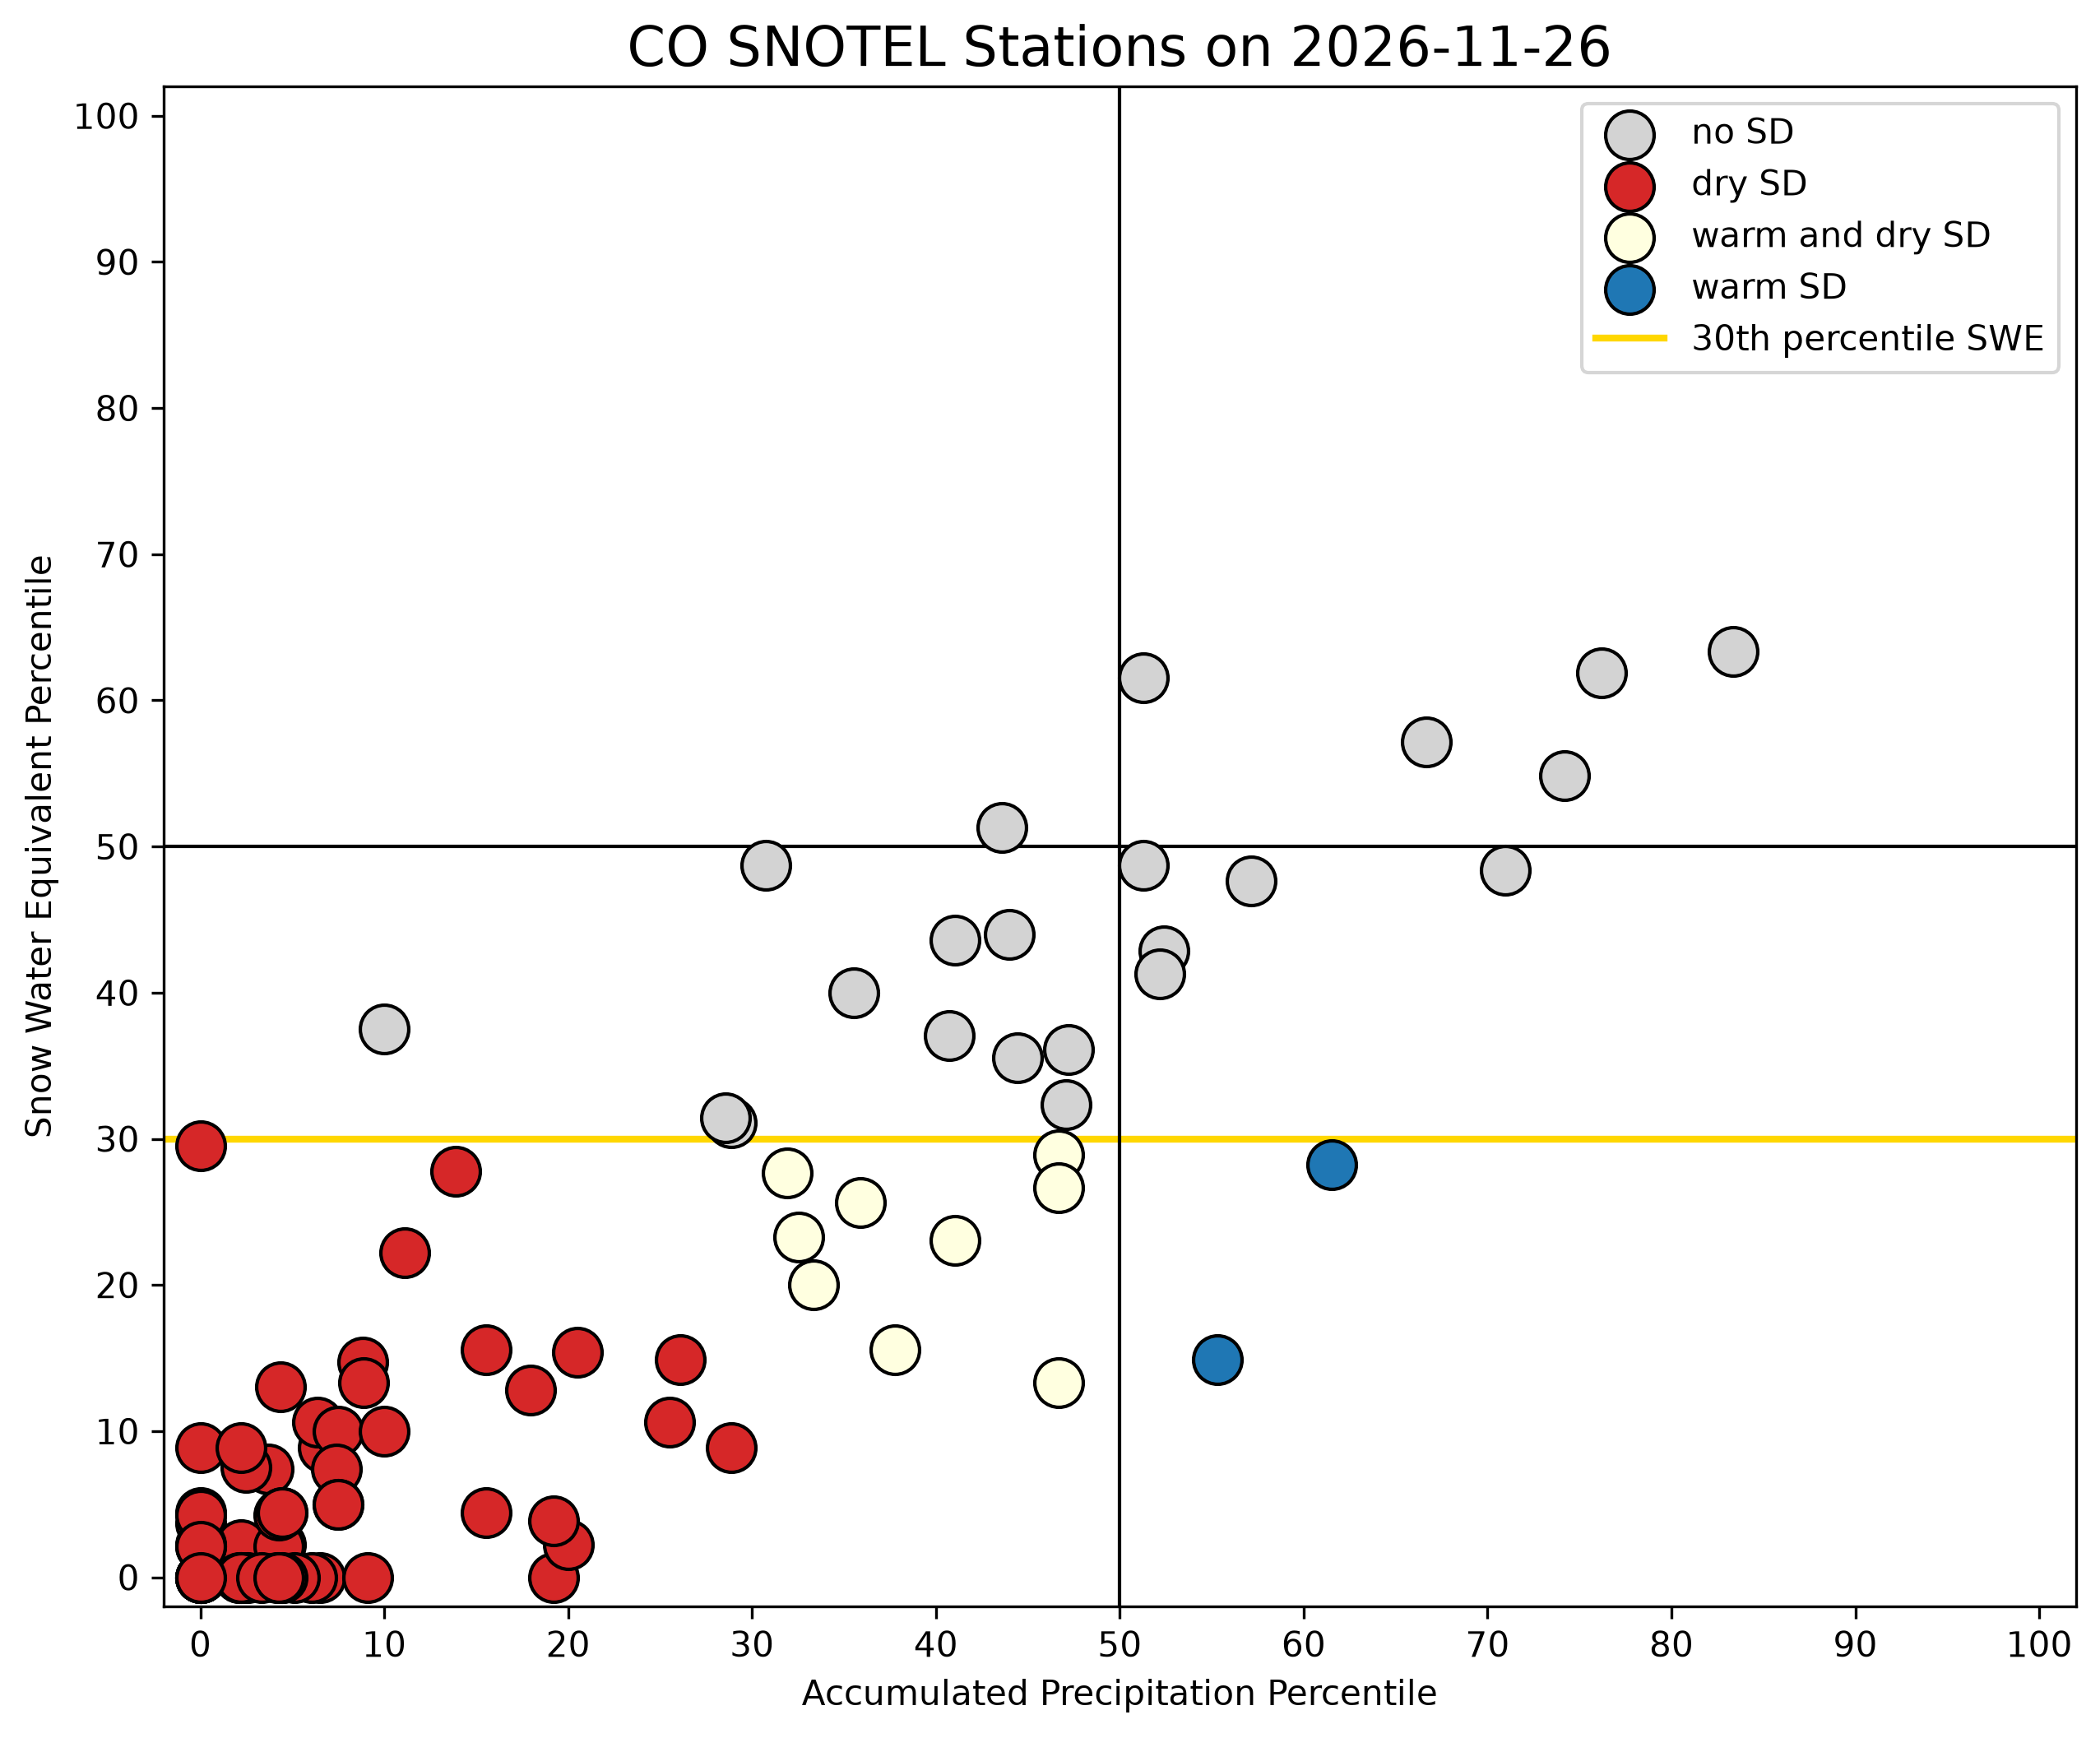 CO SNOTEL Stations on 2026-11-26
no SD
dry SD
warm and dry SD
warm SD
30th percentile SWE
Snow Water Equivalent Percentile
100
90
80
70
60
50
40
30
20
10
0
0 10 20 30 40 50 60 70 80 90 100
Accumulated Precipitation Percentile